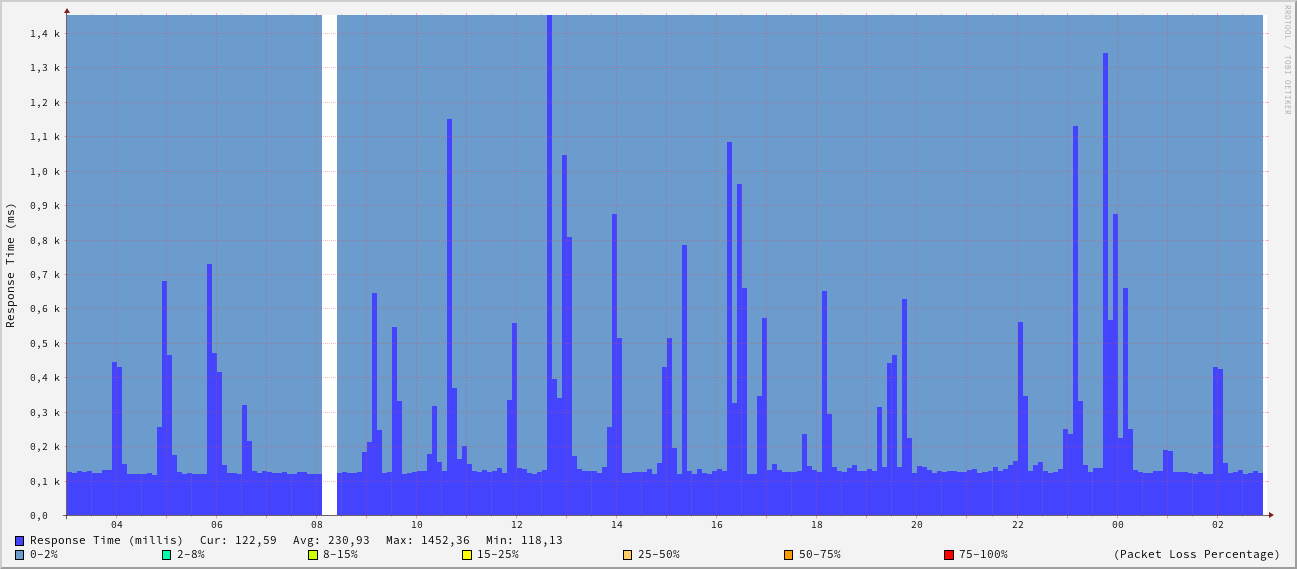 RRDTOOL / TOBI OETIKER
Response Time (ms)
1,4 k
1,3 k
1,2 k
1,1 k
1,0 k
0,9 k
0,8 k
0,7 k
0,6 k
0,5 k
0,4 k
0,3 k
0,2 k
0,1 k
0,0
04 06 08 10 12 14 16 18 20 22 00 02
Response Time (millis) Cur: 122,59 Avg: 230,93 Max: 1452,36 Min: 118,13
0-2% 2-8% 8-15% 15-25% 25-50% 50-75% 75-100% (Packet Loss Percentage)